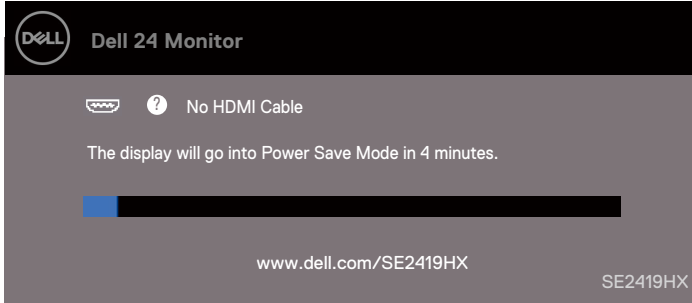 DELL
Dell 24 Monitor
? No HDMI Cable
The display will go into Power Save Mode in 4 minutes.
www.dell.com/SE2419HX
SE2419HX